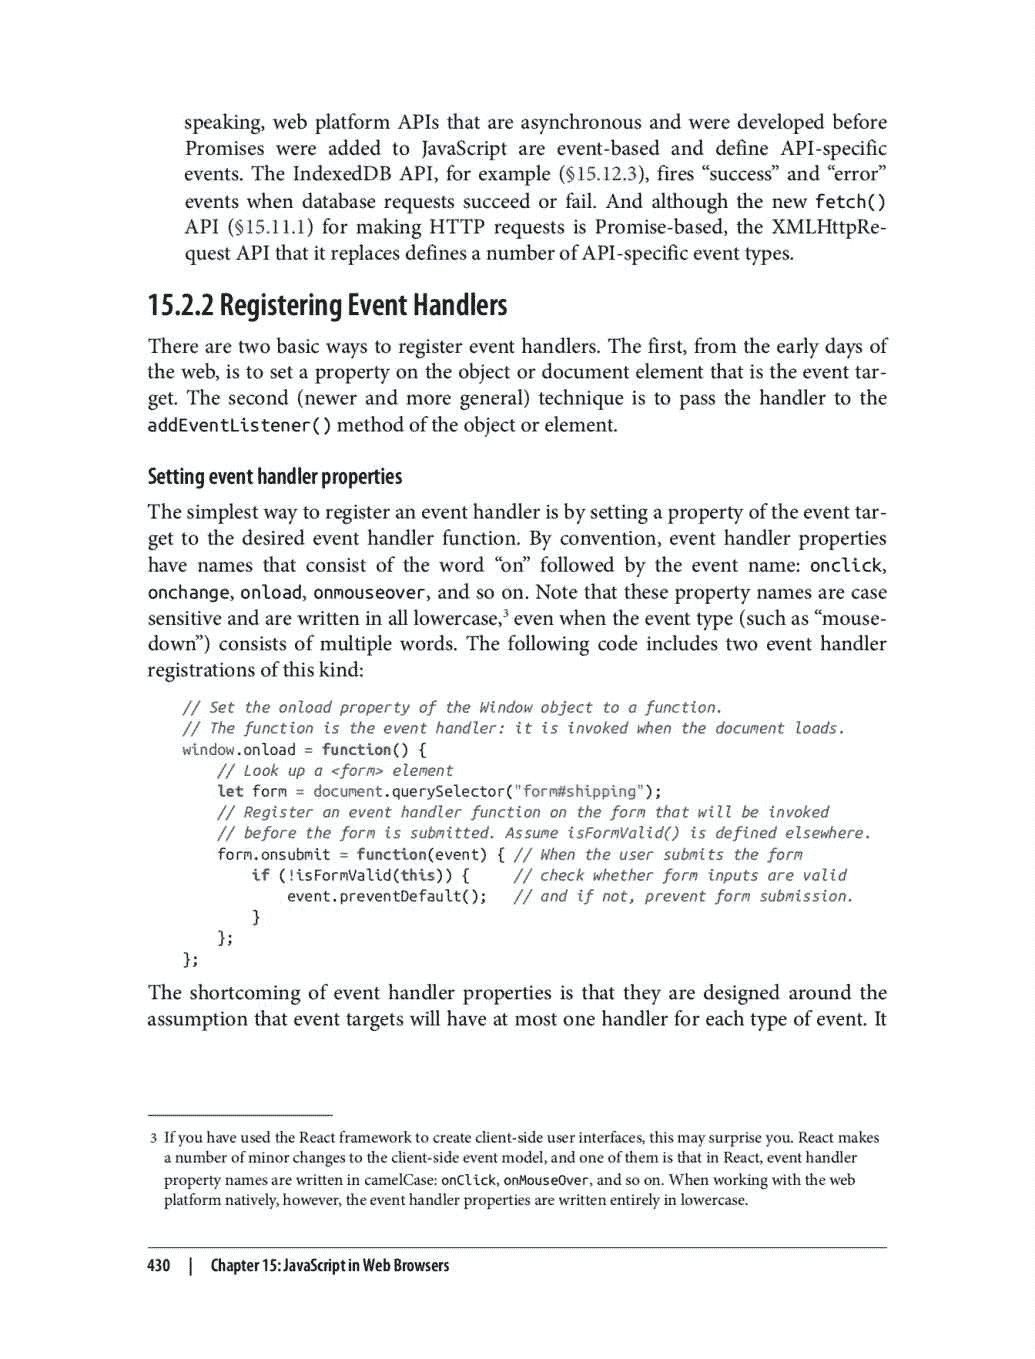 speaking, web platform APIs that are asynchronous and were developed before
Promises were added to JavaScript are event-based and define API-specific
events. The IndexedDB API, for example (§15.12.3), fires “success” and “error”
events when database requests succeed or fail. And although the new fetch()
API (§15.11.1) for making HTTP requests is Promise-based, the XMLHttpRe-
quest API that it replaces defines a number of API-specific event types.
15.2.2 Registering Event Handlers
There are two basic ways to register event handlers. The first, from the early days of
the web, is to set a property on the object or document element that is the event tar-
get. The second (newer and more general) technique is to pass the handler to the
addEventListener() method of the object or element.
Setting event handler properties
The simplest way to register an event handler is by setting a property of the event tar-
get to the desired event handler function. By convention, event handler properties
have names that consist of the word “on” followed by the event name: onclick,
onchange, onload, onmouseover, and so on. Note that these property names are case
sensitive and are written in all lowercase,3 even when the event type (such as “mouse-
down”) consists of multiple words. The following code includes two event handler
registrations of this kind:
// Set the onload property of the Window object to a function.
// The function is the event handler: it is invoked when the document loads.
window.onload = function() {
    // Look up a <form> element
    let form = document.querySelector("form#shipping");
    // Register an event handler function on the form that will be invoked
    // before the form is submitted. Assume isFormValid() is defined elsewhere.
    form.onsubmit = function(event) { // When the user submits the form
        if (!isFormValid(this)) {     // check whether form inputs are valid
            event.preventDefault();   // and if not, prevent form submission.
        }
    };
};
The shortcoming of event handler properties is that they are designed around the
assumption that event targets will have at most one handler for each type of event. It
3 If you have used the React framework to create client-side user interfaces, this may surprise you. React makes
a number of minor changes to the client-side event model, and one of them is that in React, event handler
property names are written in camelCase: onClick, onMouseOver, and so on. When working with the web
platform natively, however, the event handler properties are written entirely in lowercase.
430 | Chapter 15: JavaScript in Web Browsers